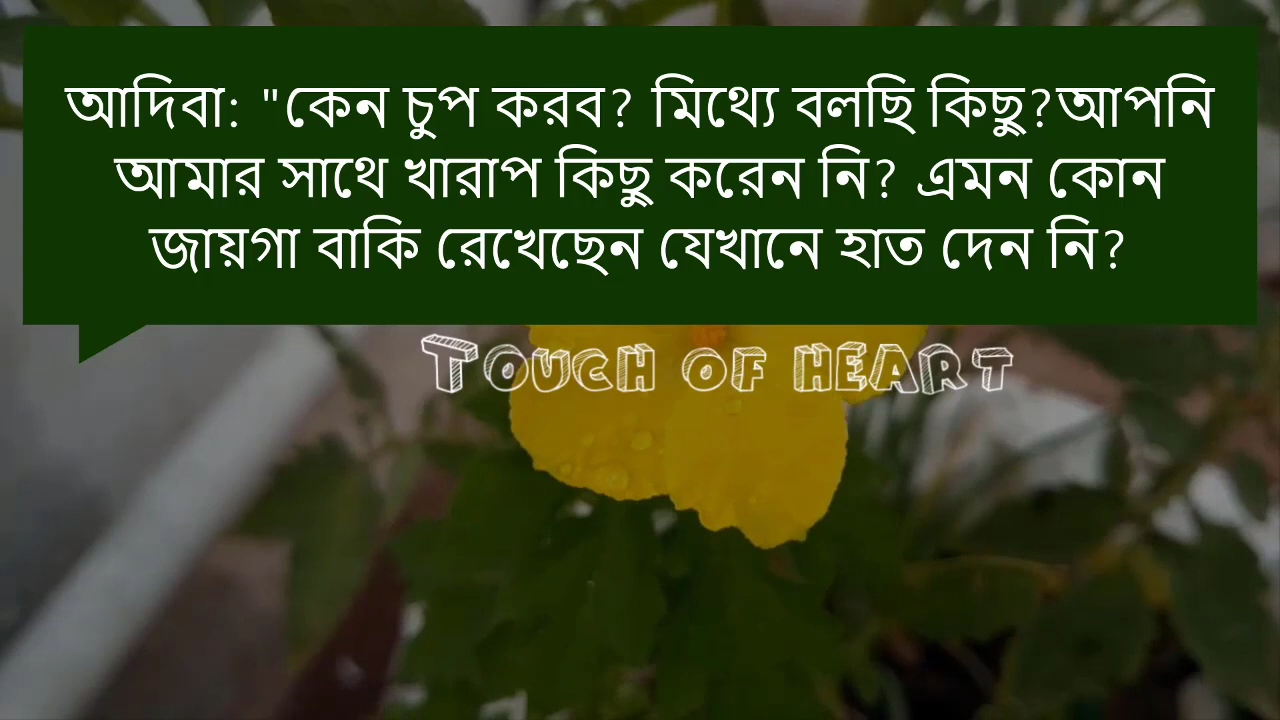 আদিবা: "কেন চুপ করব? মিথ্যে বলছি কিছু?আপনি
আমার সাথে খারাপ কিছু করেন নি? এমন কোন
জায়গা বাকি রেখেছেন যেখানে হাত দেন নি?
TOUCH OF HEART